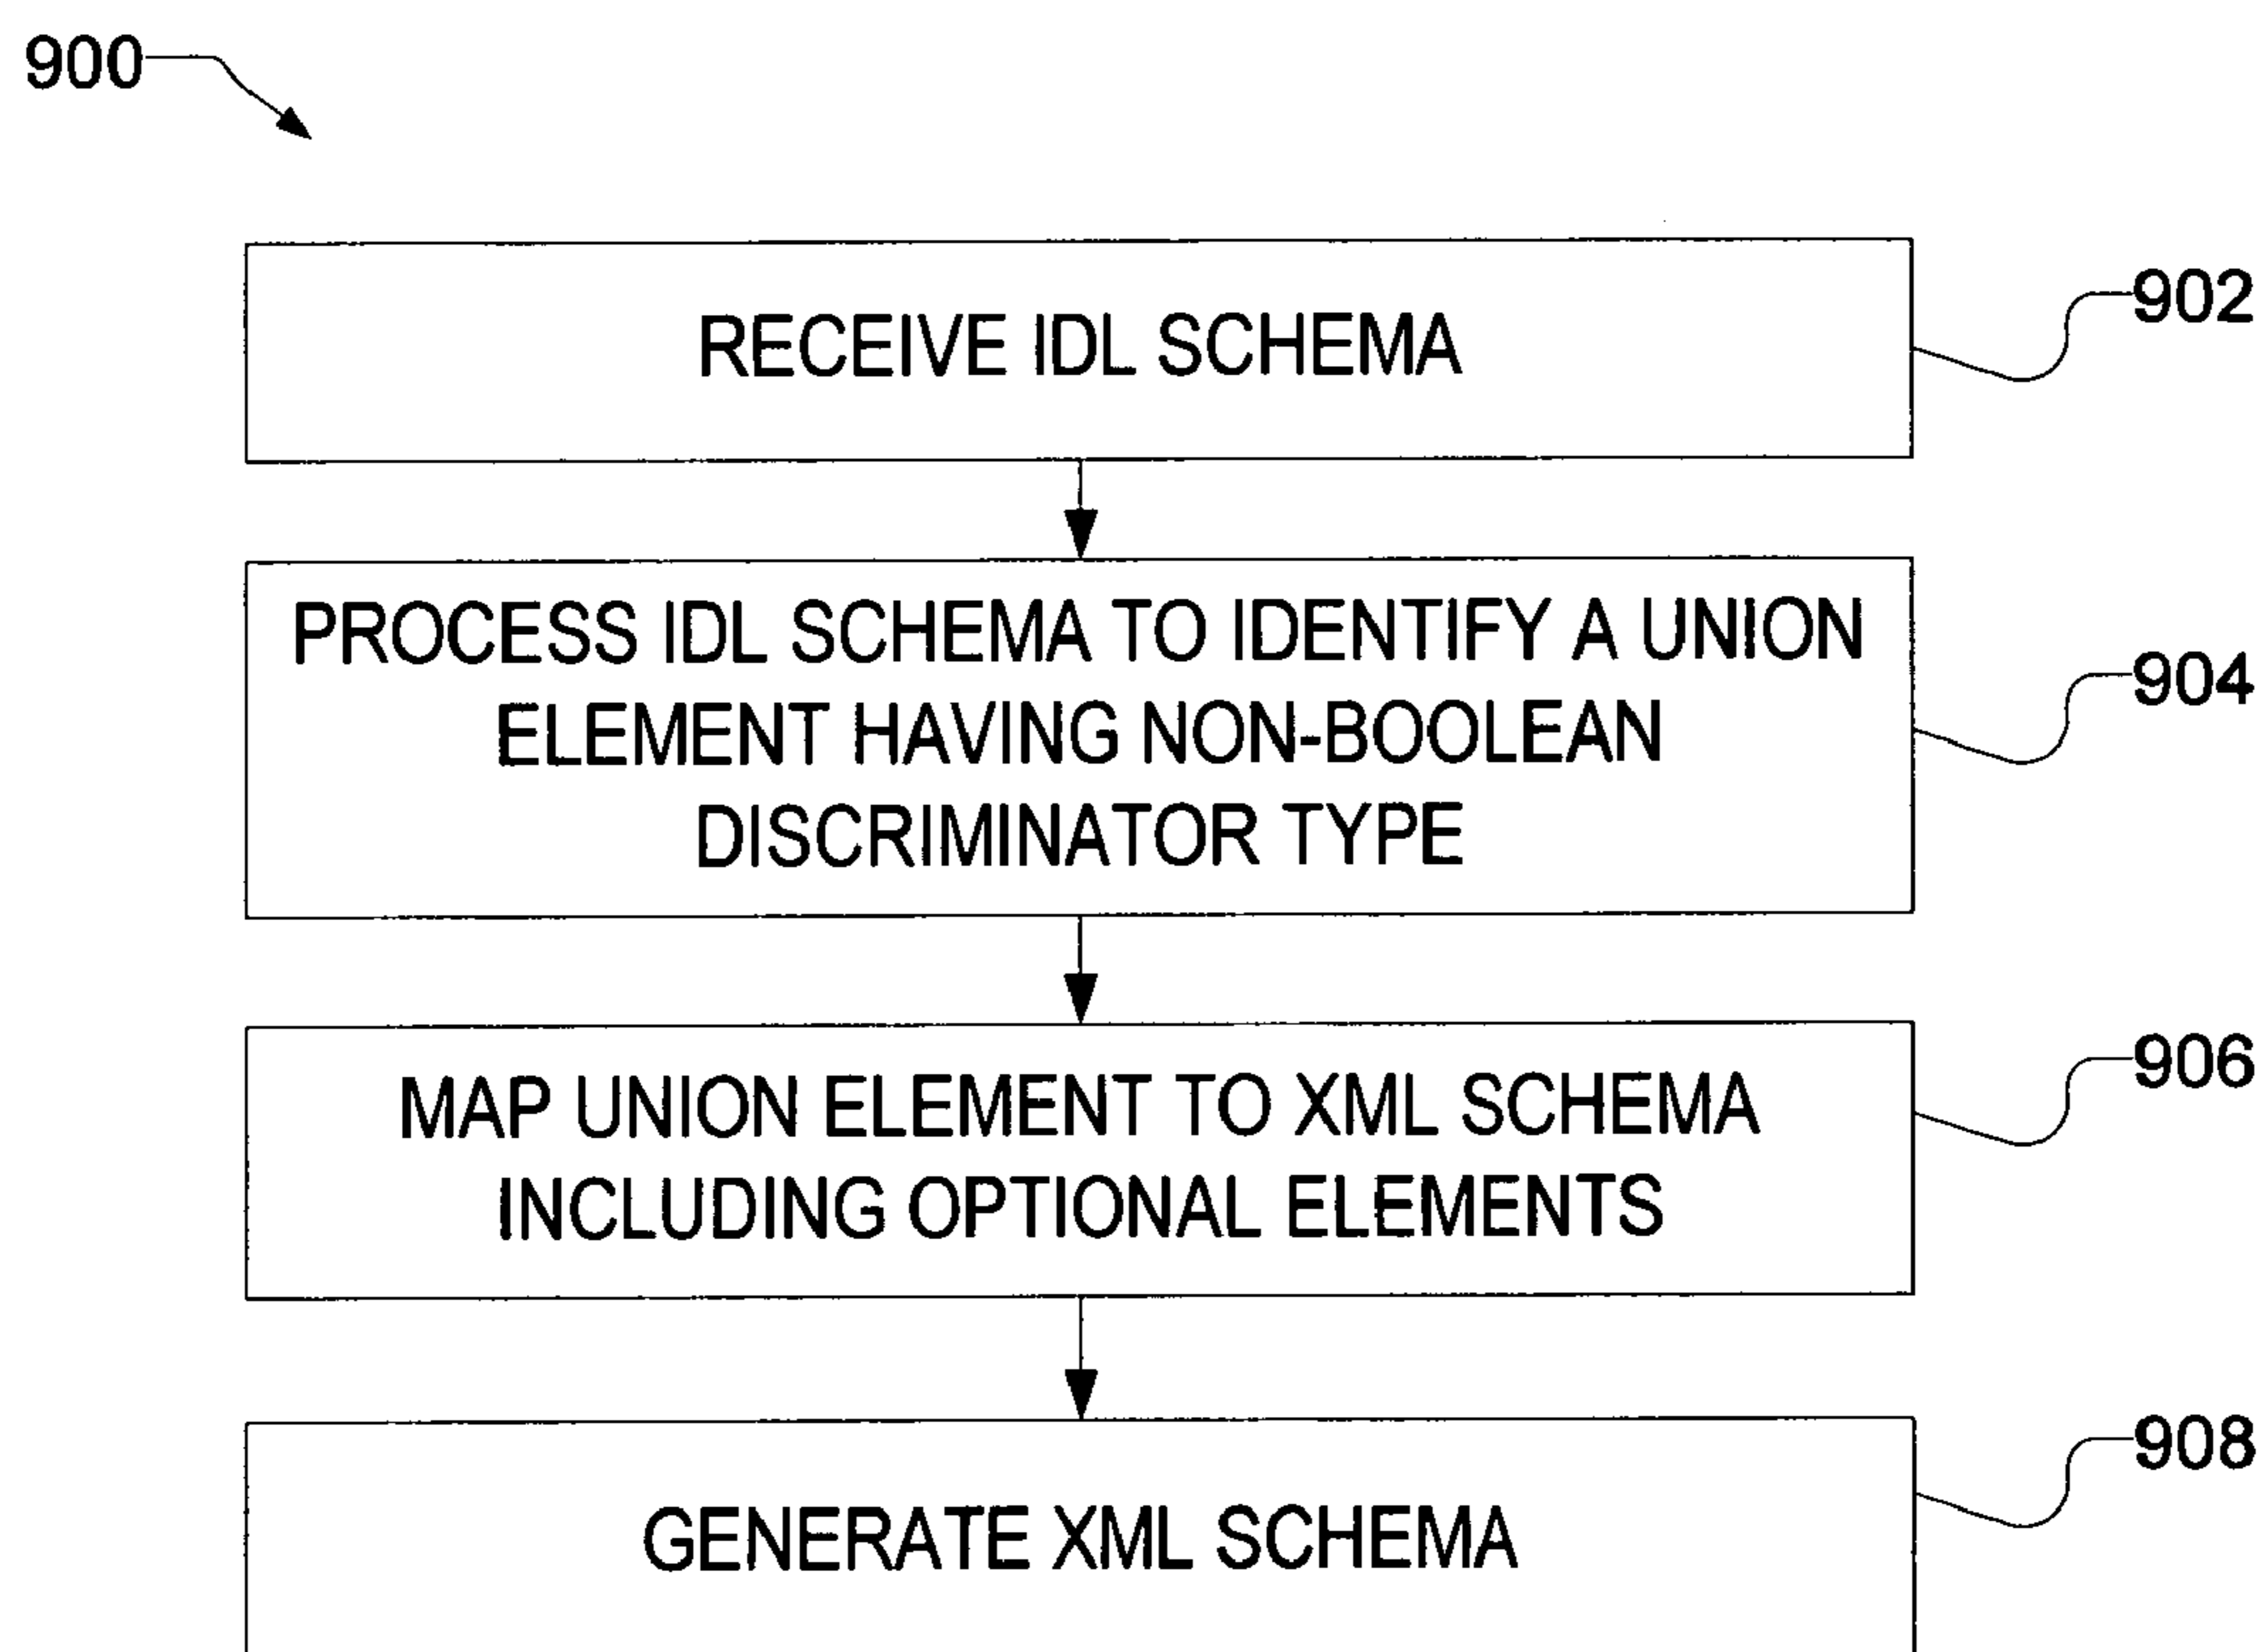 900
RECEIVE IDL SCHEMA
902
PROCESS IDL SCHEMA TO IDENTIFY A UNION
ELEMENT HAVING NON-BOOLEAN
DISCRIMINATOR TYPE
904
MAP UNION ELEMENT TO XML SCHEMA
INCLUDING OPTIONAL ELEMENTS
906
GENERATE XML SCHEMA
908